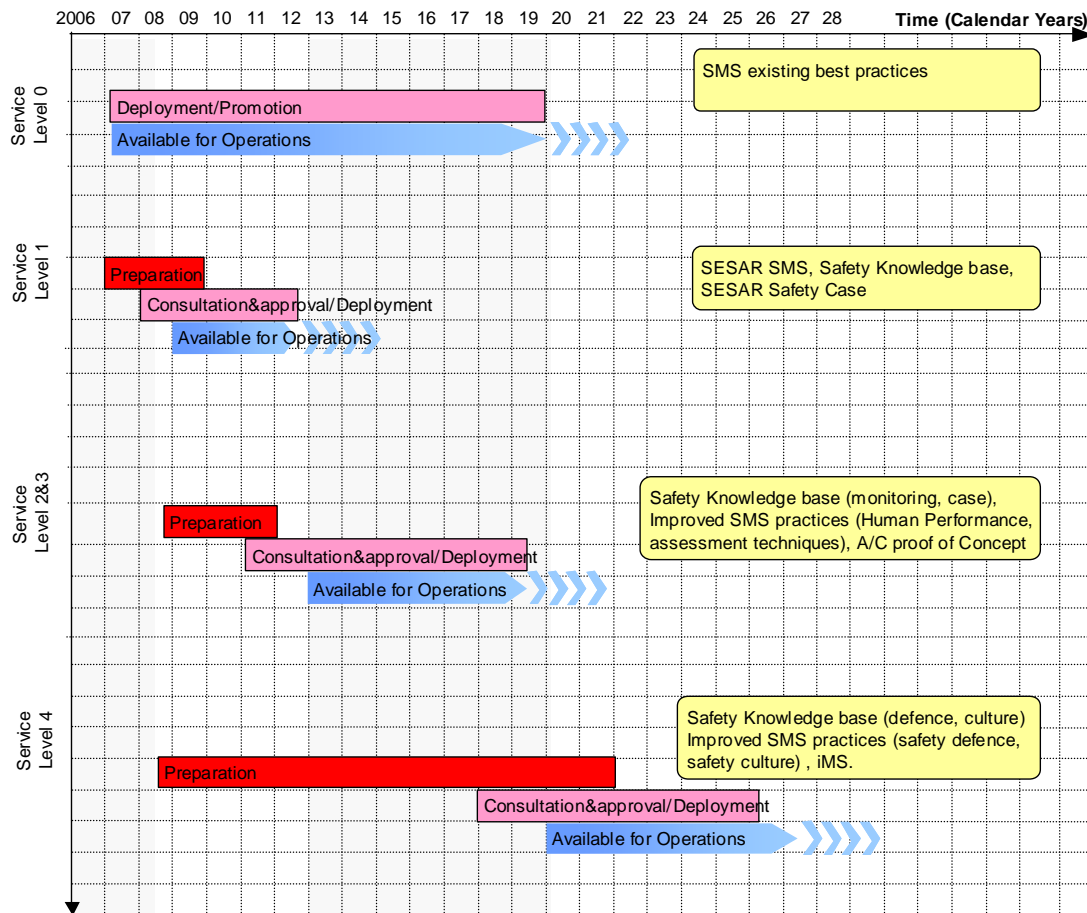 2006 07 08 09 10 11 12 13 14 15 16 17 18 19 20 21 22 23 24 25 26 27 28 Time (Calendar Years)
Service
Level 0
SMS existing best practices
Deployment/Promotion
Available for Operations
Service
Level 1
SESAR SMS, Safety Knowledge base,
SESAR Safety Case
Preparation
Consultation&approval/Deployment
Available for Operations
Service
Level 2&3
Safety Knowledge base (monitoring, case),
Improved SMS practices (Human Performance,
assessment techniques), A/C proof of Concept
Preparation
Consultation&approval/Deployment
Available for Operations
Service
Level 4
Safety Knowledge base (defence, culture)
Improved SMS practices (safety defence,
safety culture) , iMS.
Preparation
Consultation&approval/Deployment
Available for Operations